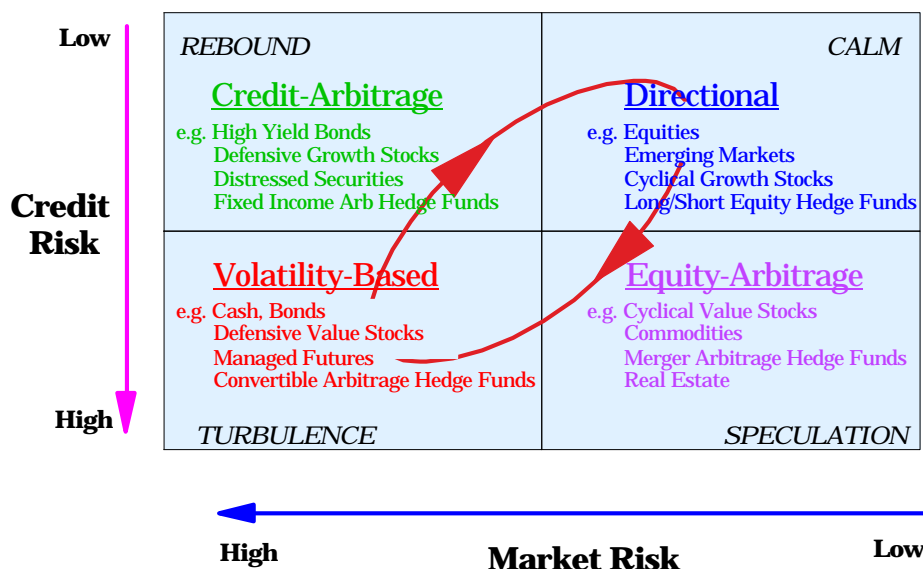 Low
REBOUND
CALM
Credit-Arbitrage
e.g. High Yield Bonds
Defensive Growth Stocks
Distressed Securities
Fixed Income Arb Hedge Funds
Directional
e.g. Equities
Emerging Markets
Cyclical Growth Stocks
Long/Short Equity Hedge Funds
Credit
Risk
Volatility-Based
e.g. Cash, Bonds
Defensive Value Stocks
Managed Futures
Convertible Arbitrage Hedge Funds
Equity-Arbitrage
e.g. Cyclical Value Stocks
Commodities
Merger Arbitrage Hedge Funds
Real Estate
High
TURBULENCE
SPECULATION
High
Market Risk
Low